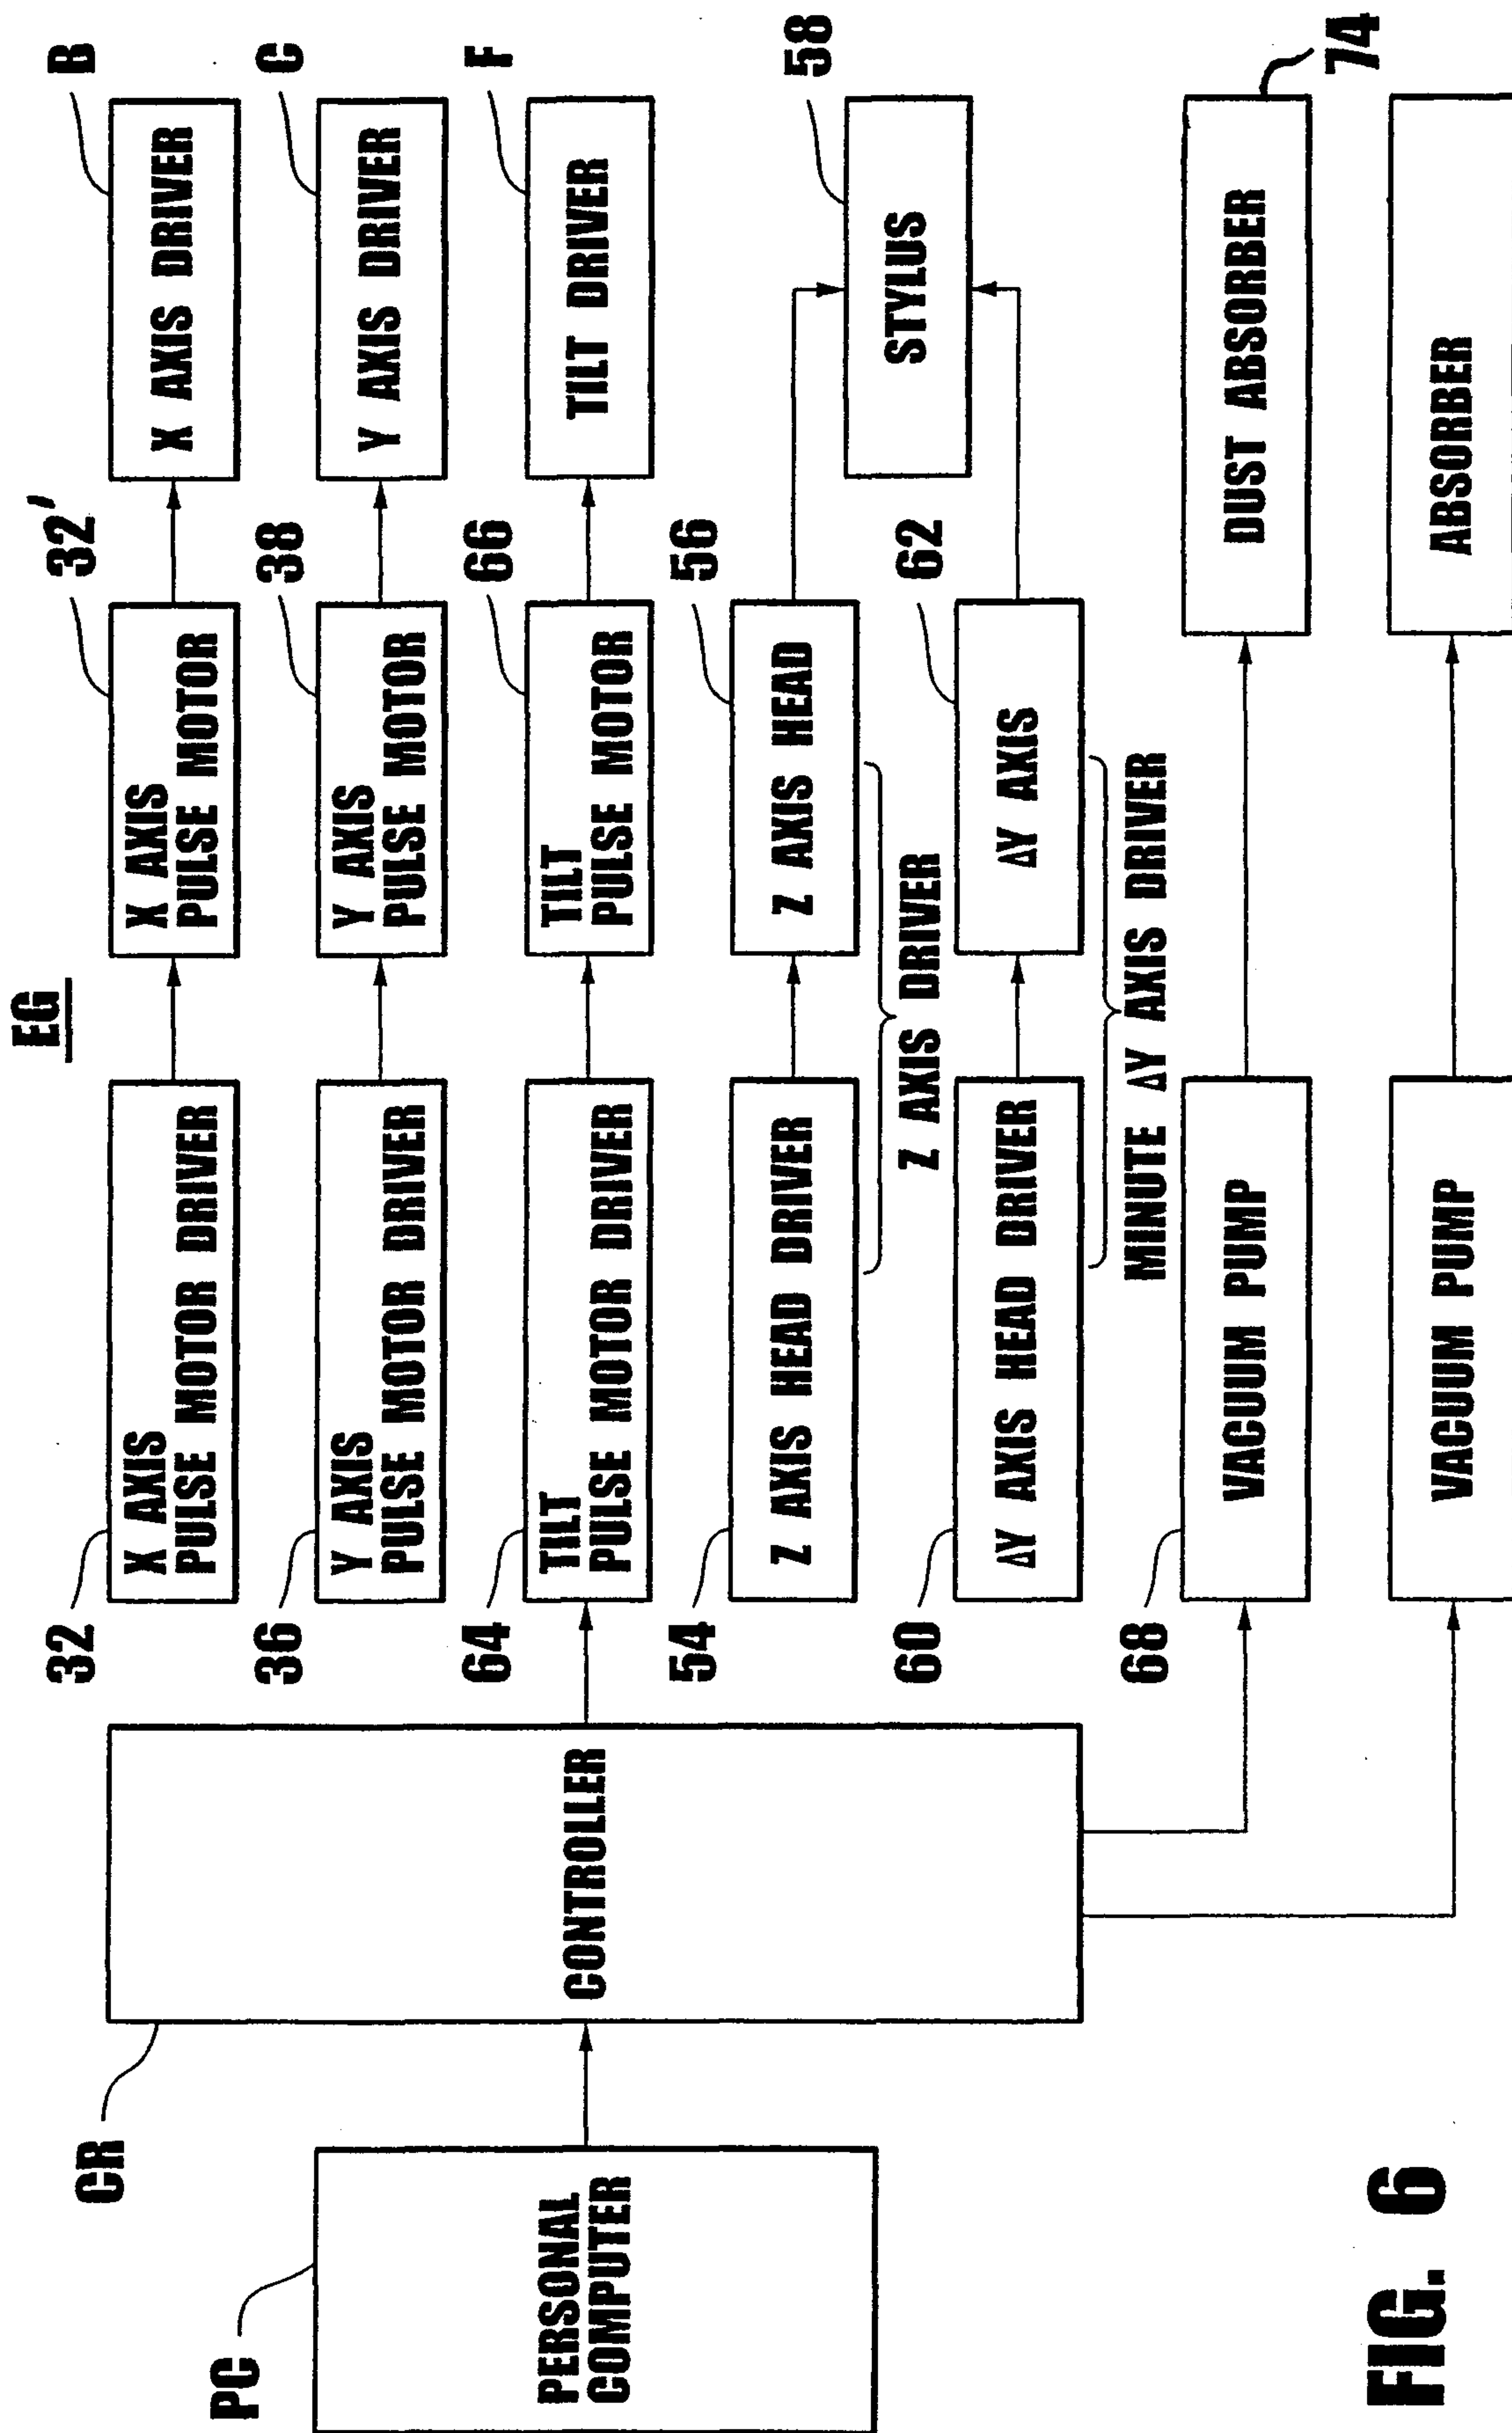 EG
PC
PERSONAL
COMPUTER
CR
CONTROLLER
32
X AXIS
PULSE MOTOR DRIVER
32'
X AXIS
PULSE MOTOR
B
X AXIS DRIVER
36
Y AXIS
PULSE MOTOR DRIVER
38
Y AXIS
PULSE MOTOR
C
Y AXIS DRIVER
64
TILT
PULSE MOTOR DRIVER
66
TILT
PULSE MOTOR
F
TILT DRIVER
54
Z AXIS HEAD DRIVER
56
Z AXIS HEAD
Z AXIS DRIVER
58
STYLUS
60
ΔY AXIS HEAD DRIVER
62
ΔY AXIS
MINUTE ΔY AXIS DRIVER
68
VACUUM PUMP
DUST ABSORBER
74
VACUUM PUMP
ABSORBER
FIG. 6